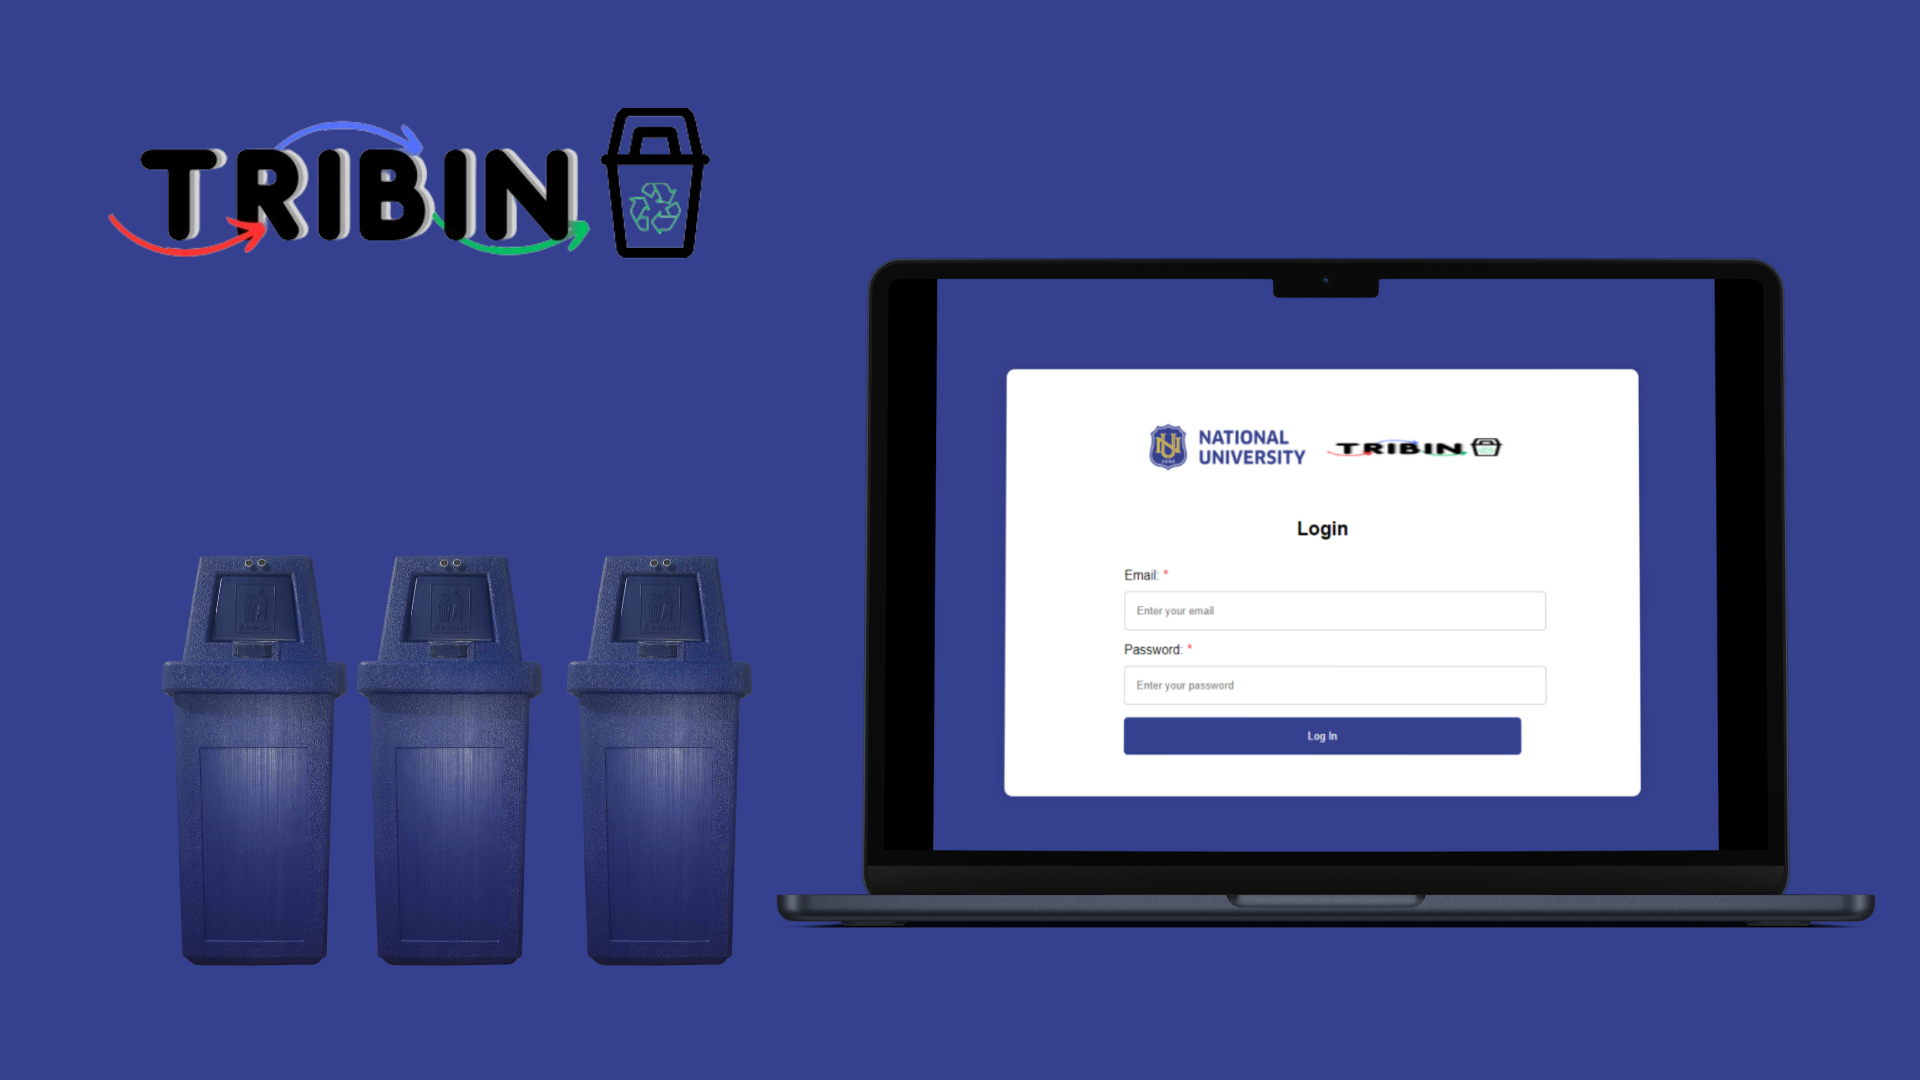 TRIBIN
NATIONAL
UNIVERSITY
TRIBIN
Login
Email: *
Enter your email
Password: *
Enter your password
Log In